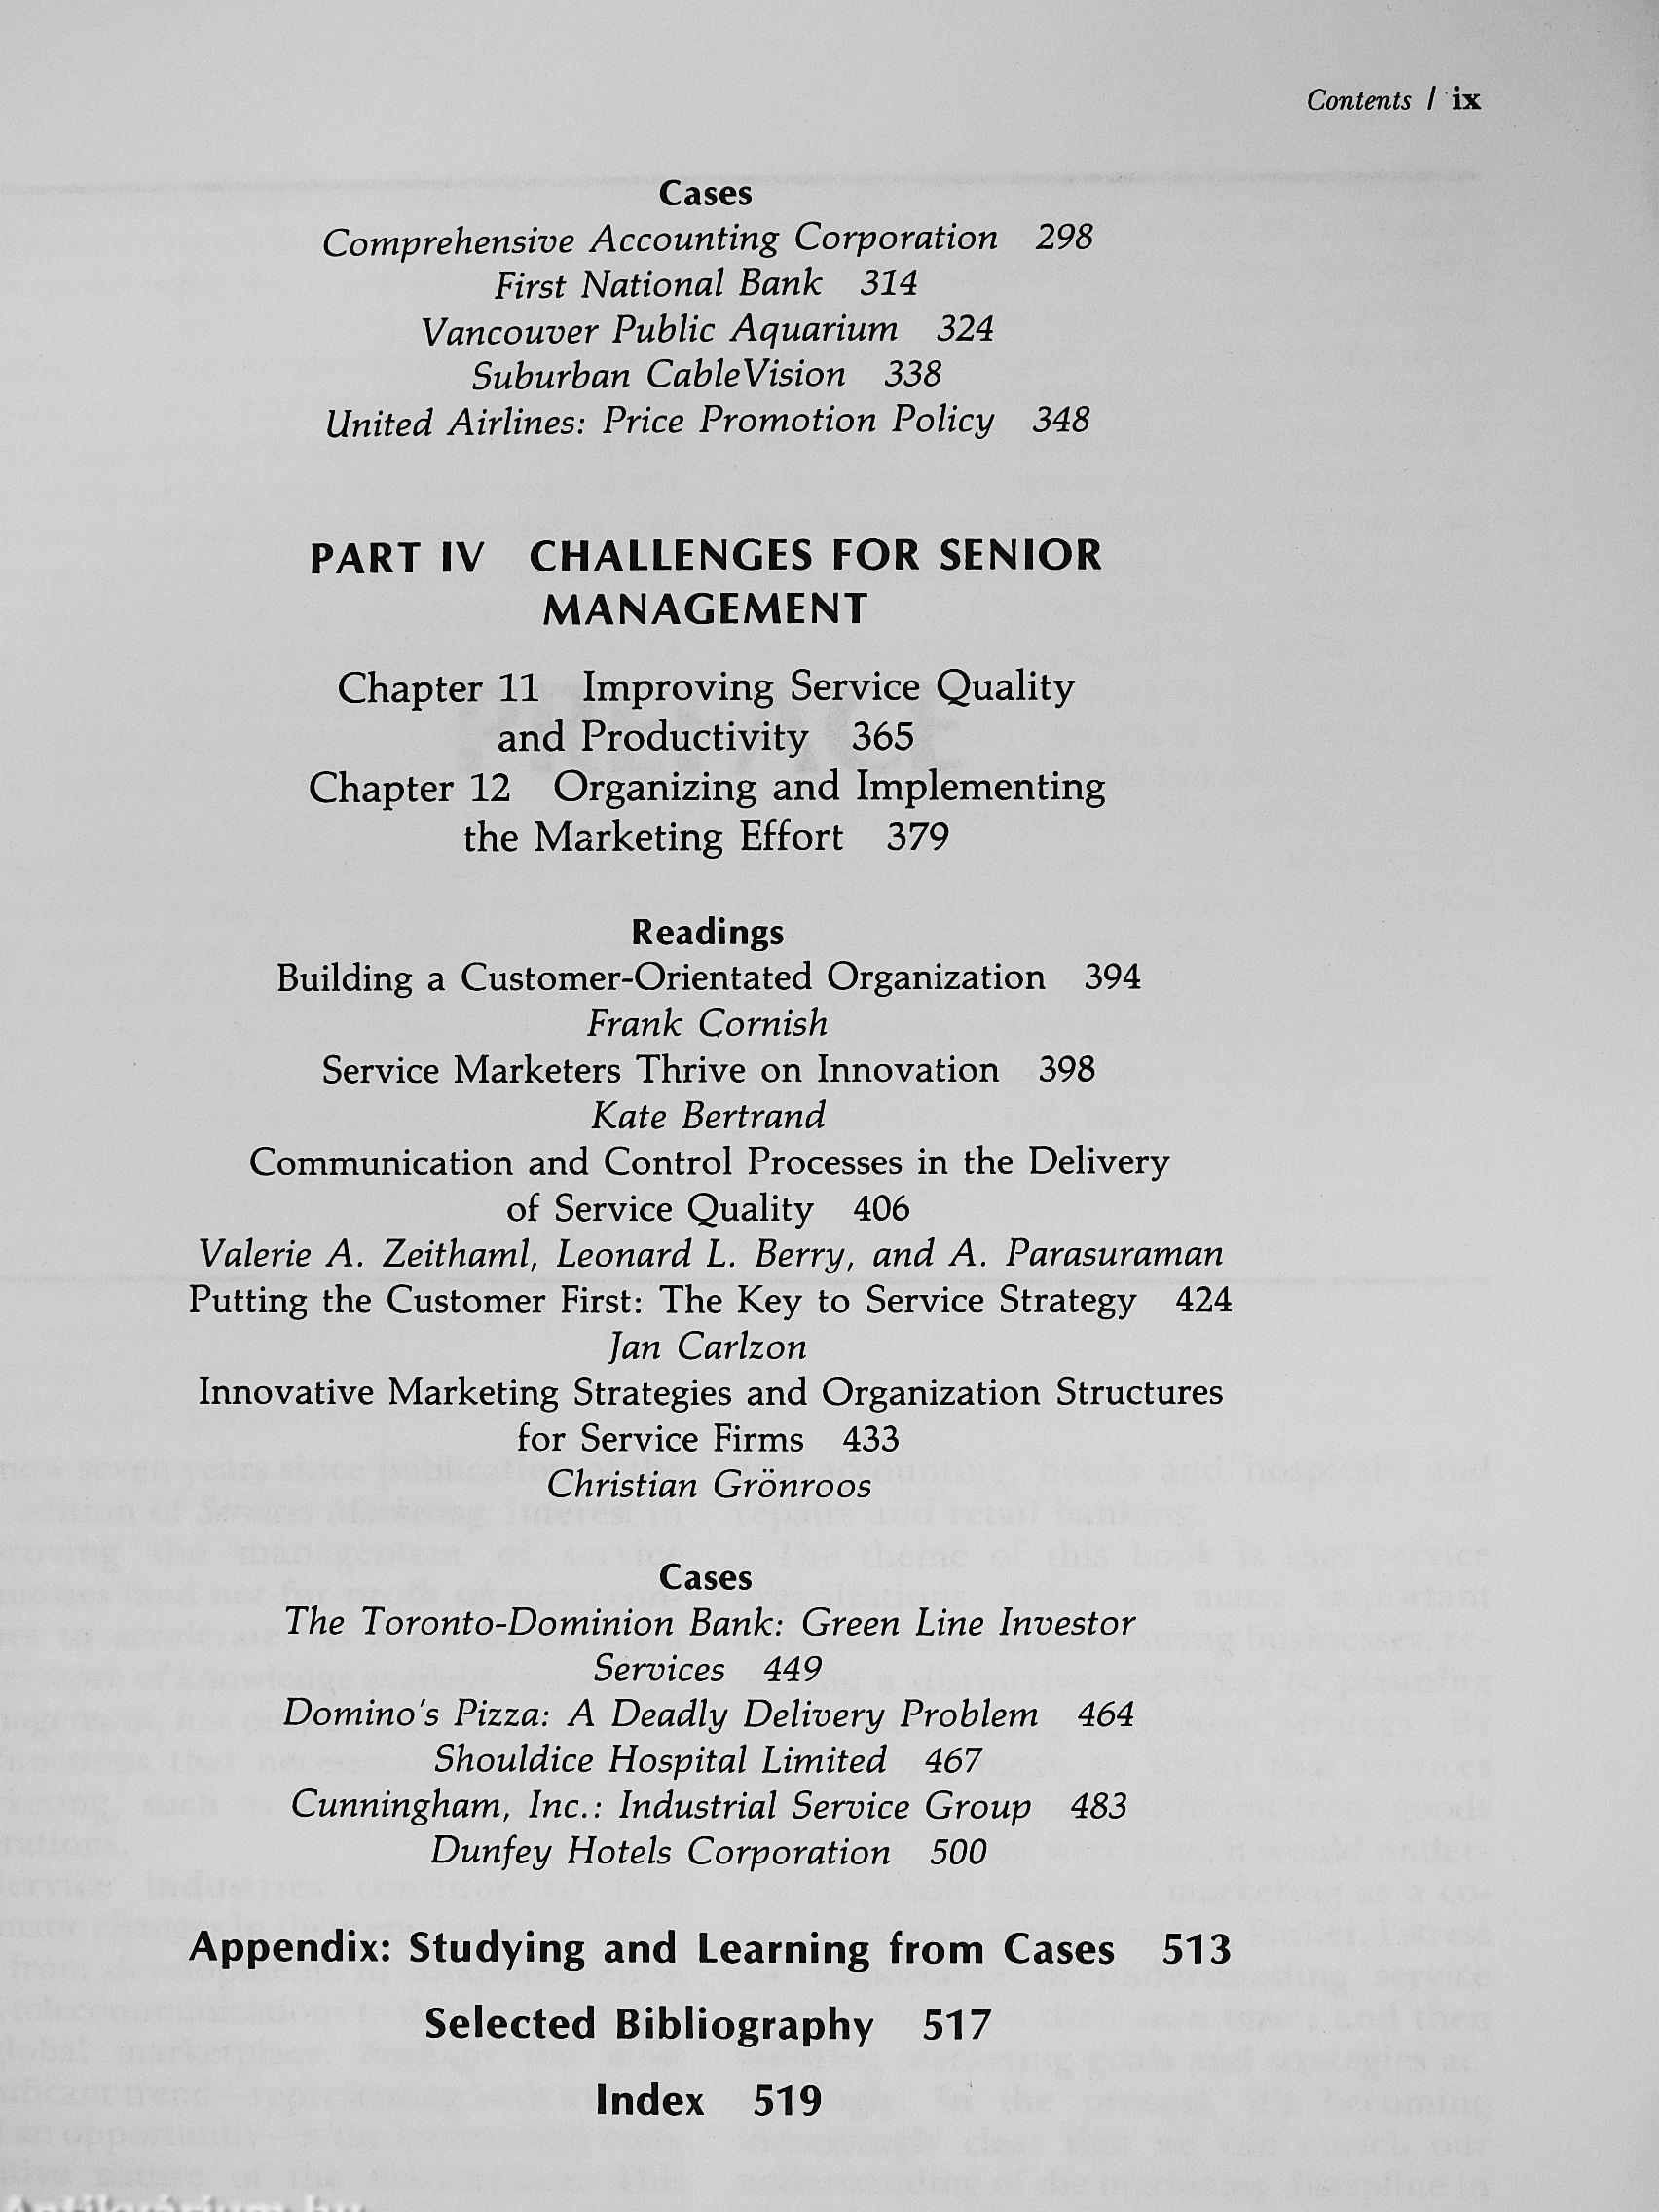 Contents / ix
Cases
Comprehensive Accounting Corporation 298
First National Bank 314
Vancouver Public Aquarium 324
Suburban CableVision 338
United Airlines: Price Promotion Policy 348
PART IV CHALLENGES FOR SENIOR
MANAGEMENT
Chapter 11 Improving Service Quality
and Productivity 365
Chapter 12 Organizing and Implementing
the Marketing Effort 379
Readings
Building a Customer-Orientated Organization 394
Frank Cornish
Service Marketers Thrive on Innovation 398
Kate Bertrand
Communication and Control Processes in the Delivery
of Service Quality 406
Valerie A. Zeithaml, Leonard L. Berry, and A. Parasuraman
Putting the Customer First: The Key to Service Strategy 424
Jan Carlzon
Innovative Marketing Strategies and Organization Structures
for Service Firms 433
Christian Grönroos
Cases
The Toronto-Dominion Bank: Green Line Investor
Services 449
Domino's Pizza: A Deadly Delivery Problem 464
Shouldice Hospital Limited 467
Cunningham, Inc.: Industrial Service Group 483
Dunfey Hotels Corporation 500
Appendix: Studying and Learning from Cases 513
Selected Bibliography 517
Index 519